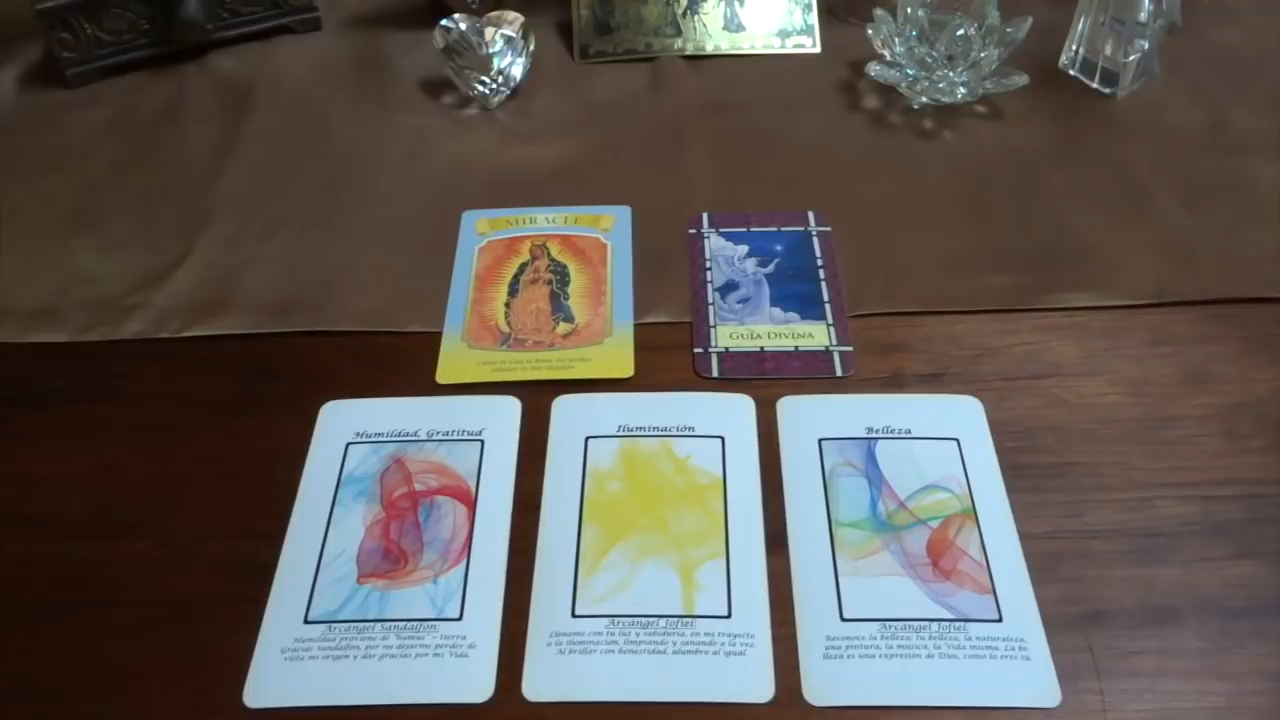 MIRACLE
GUÍA DIVINA
Humildad, Gratitud
Arcángel Sandalfón:
Humildad proviene de "humus" - tierra.
Gracias Sandalfón, por no dejarme perder de
vista mi origen y dar gracias por mi Vida.
Iluminación
Arcángel Jofiel:
Lléname con tu luz y sabiduría, en mi trayecto
a la iluminación, limpiando y sanando a la vez.
Al brillar con honestidad, alumbro al igual.
Belleza
Arcángel Jofiel:
Reconoce la belleza: tu belleza, la naturaleza,
una pintura, la música, la Vida misma. La be-
lleza es una expresión de Dios, como lo eres tú.